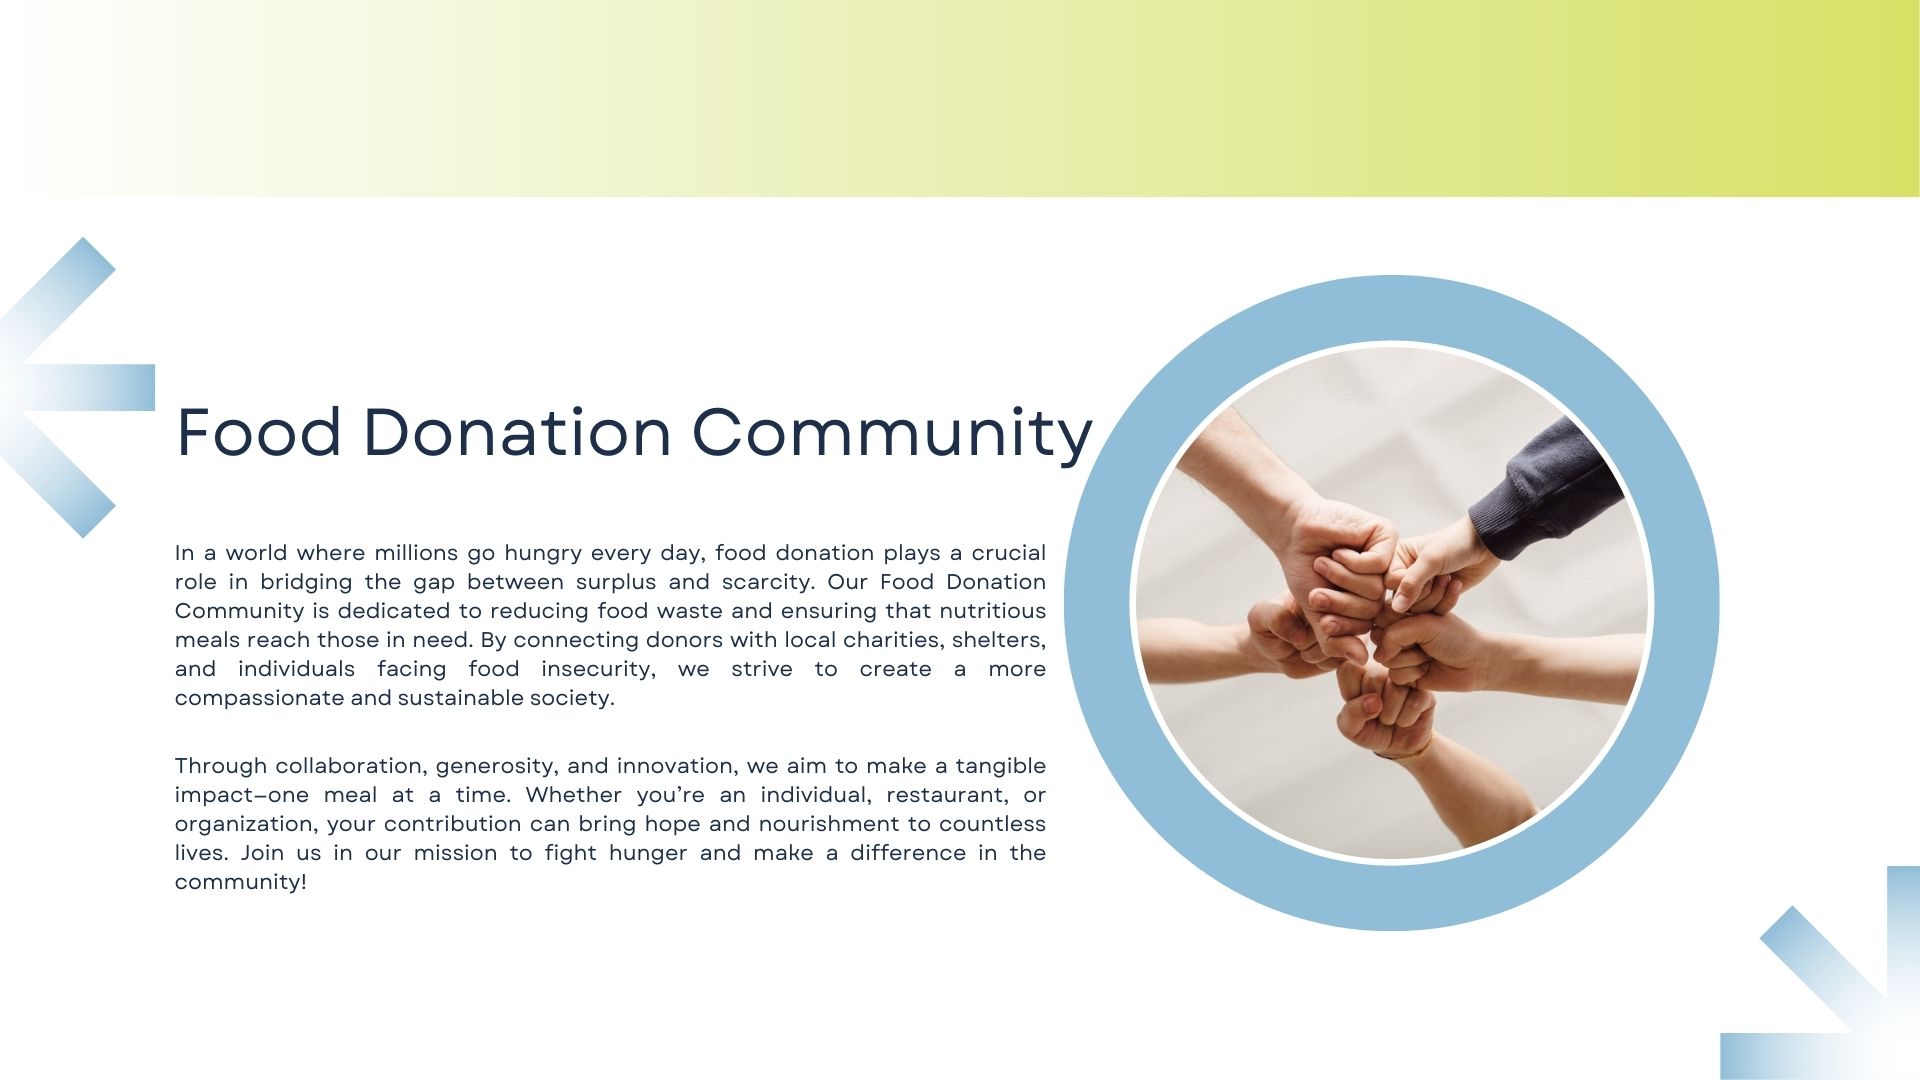 Food Donation Community
In a world where millions go hungry every day, food donation plays a crucial
role in bridging the gap between surplus and scarcity. Our Food Donation
Community is dedicated to reducing food waste and ensuring that nutritious
meals reach those in need. By connecting donors with local charities, shelters,
and individuals facing food insecurity, we strive to create a more
compassionate and sustainable society.
Through collaboration, generosity, and innovation, we aim to make a tangible
impact—one meal at a time. Whether you’re an individual, restaurant, or
organization, your contribution can bring hope and nourishment to countless
lives. Join us in our mission to fight hunger and make a difference in the
community!